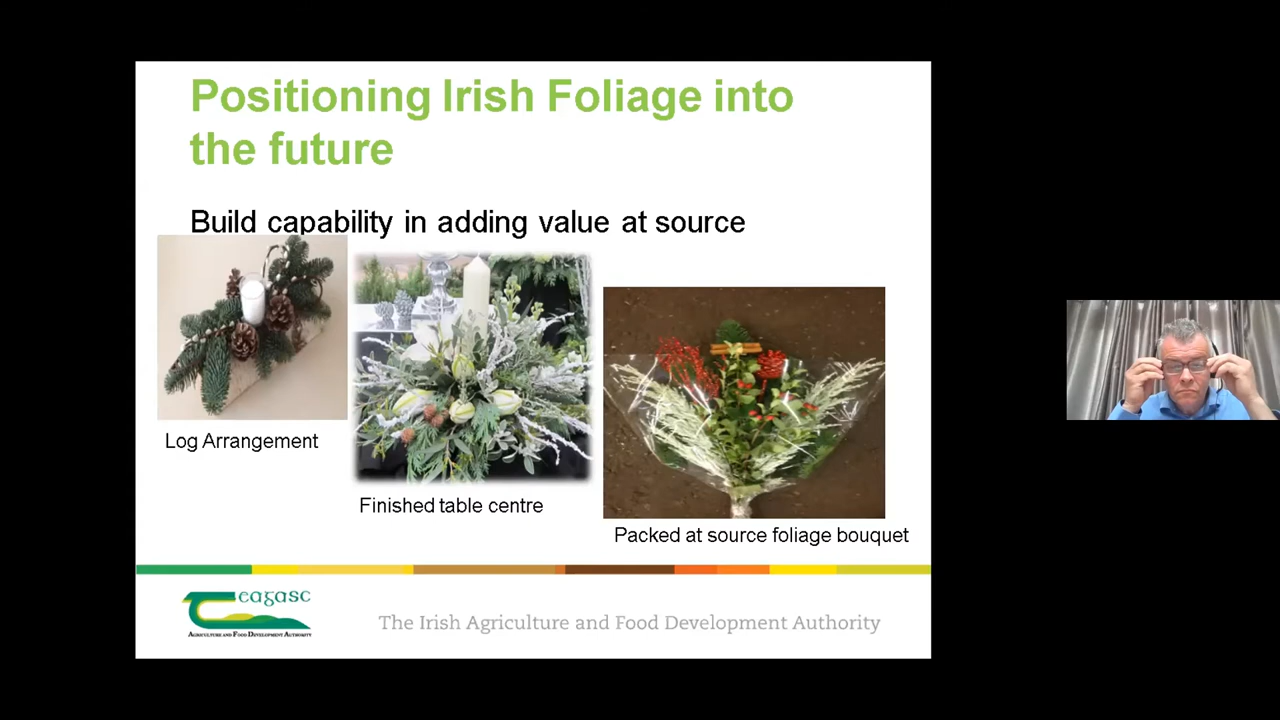 Positioning Irish Foliage into
the future
Build capability in adding value at source
Log Arrangement
Finished table centre
Packed at source foliage bouquet
eagasc
AGRICULTURE AND FOOD DEVELOPMENT AUTHORITY
The Irish Agriculture and Food Development Authority